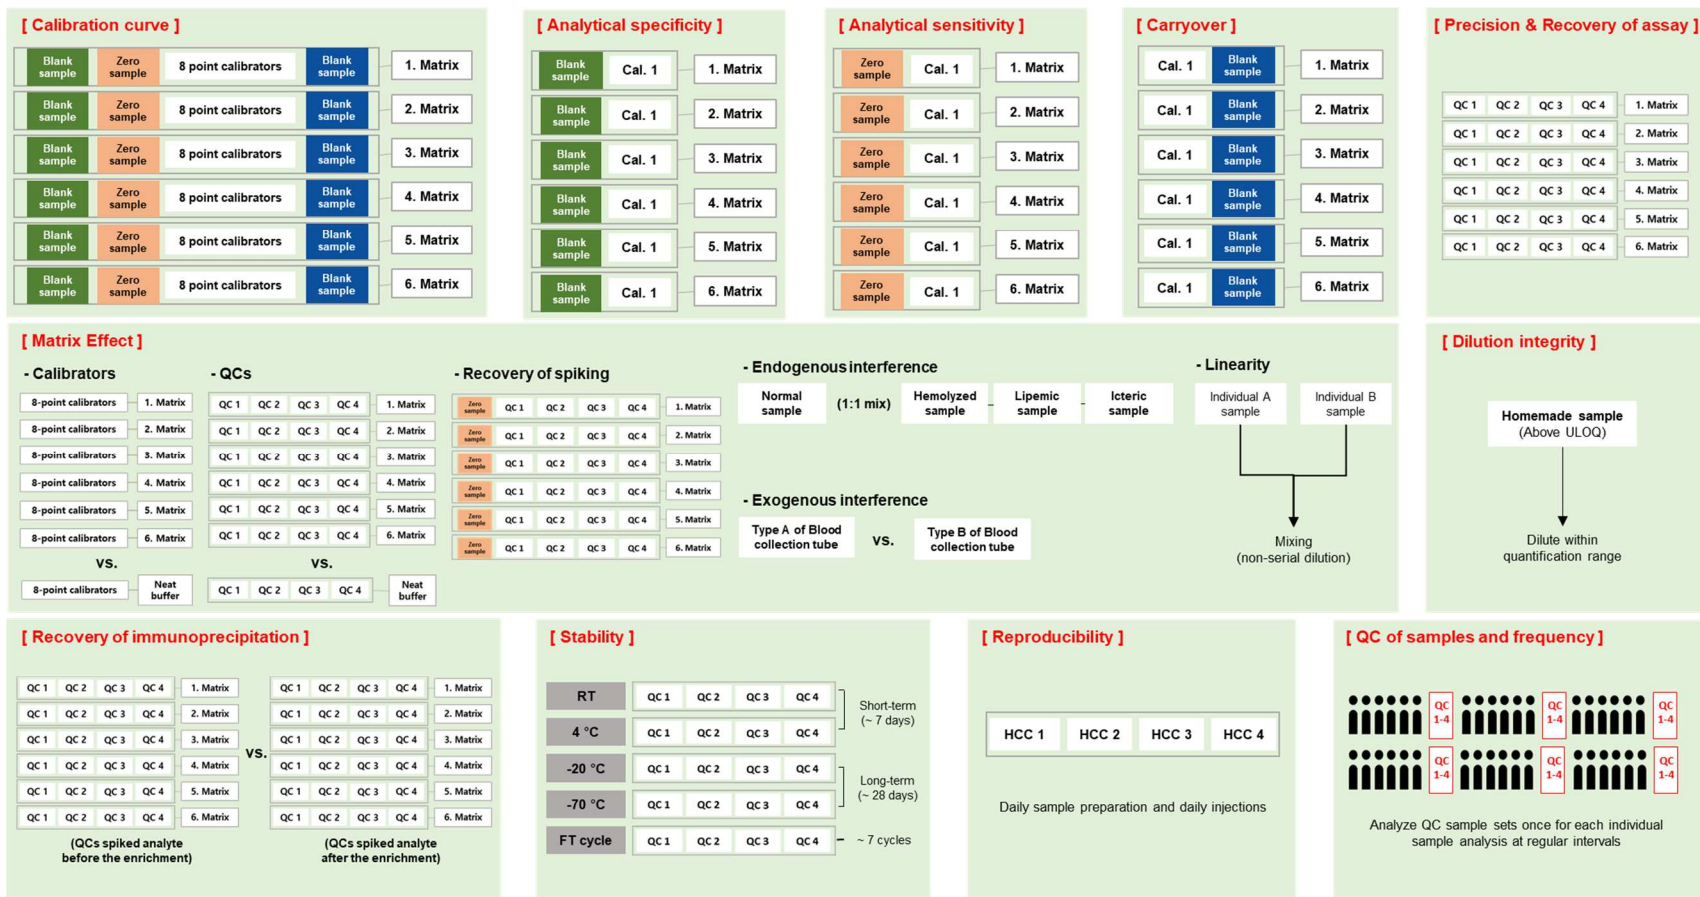 [ Calibration curve ]
Blank sample Zero sample 8 point calibrators Blank sample 1. Matrix
Blank sample Zero sample 8 point calibrators Blank sample 2. Matrix
Blank sample Zero sample 8 point calibrators Blank sample 3. Matrix
Blank sample Zero sample 8 point calibrators Blank sample 4. Matrix
Blank sample Zero sample 8 point calibrators Blank sample 5. Matrix
Blank sample Zero sample 8 point calibrators Blank sample 6. Matrix
[ Analytical specificity ]
Blank sample Cal. 1 1. Matrix
Blank sample Cal. 1 2. Matrix
Blank sample Cal. 1 3. Matrix
Blank sample Cal. 1 4. Matrix
Blank sample Cal. 1 5. Matrix
Blank sample Cal. 1 6. Matrix
[ Analytical sensitivity ]
Zero sample Cal. 1 1. Matrix
Zero sample Cal. 1 2. Matrix
Zero sample Cal. 1 3. Matrix
Zero sample Cal. 1 4. Matrix
Zero sample Cal. 1 5. Matrix
Zero sample Cal. 1 6. Matrix
[ Carryover ]
Cal. 1 Blank sample 1. Matrix
Cal. 1 Blank sample 2. Matrix
Cal. 1 Blank sample 3. Matrix
Cal. 1 Blank sample 4. Matrix
Cal. 1 Blank sample 5. Matrix
Cal. 1 Blank sample 6. Matrix
[ Precision & Recovery of assay ]
QC 1 QC 2 QC 3 QC 4 1. Matrix
QC 1 QC 2 QC 3 QC 4 2. Matrix
QC 1 QC 2 QC 3 QC 4 3. Matrix
QC 1 QC 2 QC 3 QC 4 4. Matrix
QC 1 QC 2 QC 3 QC 4 5. Matrix
QC 1 QC 2 QC 3 QC 4 6. Matrix
[ Matrix Effect ]
- Calibrators
8-point calibrators 1. Matrix
8-point calibrators 2. Matrix
8-point calibrators 3. Matrix
8-point calibrators 4. Matrix
8-point calibrators 5. Matrix
8-point calibrators 6. Matrix
vs.
8-point calibrators Neat buffer
- QCs
QC 1 QC 2 QC 3 QC 4 1. Matrix
QC 1 QC 2 QC 3 QC 4 2. Matrix
QC 1 QC 2 QC 3 QC 4 3. Matrix
QC 1 QC 2 QC 3 QC 4 4. Matrix
QC 1 QC 2 QC 3 QC 4 5. Matrix
QC 1 QC 2 QC 3 QC 4 6. Matrix
vs.
QC 1 QC 2 QC 3 QC 4 Neat buffer
- Recovery of spiking
Zero sample QC 1 QC 2 QC 3 QC 4 1. Matrix
Zero sample QC 1 QC 2 QC 3 QC 4 2. Matrix
Zero sample QC 1 QC 2 QC 3 QC 4 3. Matrix
Zero sample QC 1 QC 2 QC 3 QC 4 4. Matrix
Zero sample QC 1 QC 2 QC 3 QC 4 5. Matrix
Zero sample QC 1 QC 2 QC 3 QC 4 6. Matrix
- Endogenous interference
Normal sample (1:1 mix) Hemolyzed sample Lipemic sample Icteric sample
- Exogenous interference
Type A of Blood collection tube vs. Type B of Blood collection tube
- Linearity
Individual A sample Individual B sample
Mixing
(non-serial dilution)
[ Dilution integrity ]
Homemade sample
(Above ULOQ)
Dilute within
quantification range
[ Recovery of immunoprecipitation ]
QC 1 QC 2 QC 3 QC 4 1. Matrix
QC 1 QC 2 QC 3 QC 4 2. Matrix
QC 1 QC 2 QC 3 QC 4 3. Matrix
QC 1 QC 2 QC 3 QC 4 4. Matrix
QC 1 QC 2 QC 3 QC 4 5. Matrix
QC 1 QC 2 QC 3 QC 4 6. Matrix
(QCs spiked analyte
before the enrichment)
vs.
QC 1 QC 2 QC 3 QC 4 1. Matrix
QC 1 QC 2 QC 3 QC 4 2. Matrix
QC 1 QC 2 QC 3 QC 4 3. Matrix
QC 1 QC 2 QC 3 QC 4 4. Matrix
QC 1 QC 2 QC 3 QC 4 5. Matrix
QC 1 QC 2 QC 3 QC 4 6. Matrix
(QCs spiked analyte
after the enrichment)
[ Stability ]
RT QC 1 QC 2 QC 3 QC 4
4 °C QC 1 QC 2 QC 3 QC 4
Short-term
(~ 7 days)
-20 °C QC 1 QC 2 QC 3 QC 4
-70 °C QC 1 QC 2 QC 3 QC 4
Long-term
(~ 28 days)
FT cycle QC 1 QC 2 QC 3 QC 4 ~ 7 cycles
[ Reproducibility ]
HCC 1 HCC 2 HCC 3 HCC 4
Daily sample preparation and daily injections
[ QC of samples and frequency ]
QC 1-4 QC 1-4 QC 1-4
QC 1-4 QC 1-4 QC 1-4
Analyze QC sample sets once for each individual
sample analysis at regular intervals